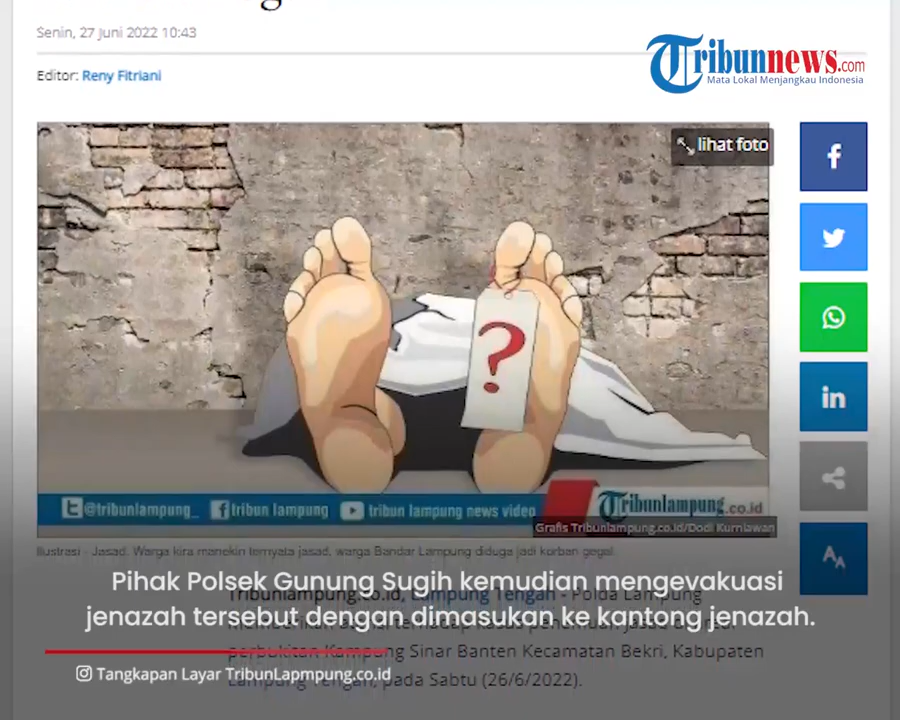 Senin, 27 Juni 2022 10:43
Editor: Reny Fitriani
Tribunnews.com
Mata Lokal Menjangkau Indonesia
lihat foto
?
@tribunlampung_ tribun lampung tribun lampung news video
Tribunlampung.co.id
Grafis Tribunlampung.co.id/Dodi Kurniawan
Ilustrasi - Jasad. Warga kira manekin ternyata jasad, warga Bandar Lampung diduga jadi korban begal.
Pihak Polsek Gunung Sugih kemudian mengevakuasi
jenazah tersebut dengan dimasukan ke kantong jenazah.
Tribunlampung.co.id, Lampung Tengah - Polda Lampung
perbukitan Kampung Sinar Banten Kecamatan Bekri, Kabupaten
Lampung Tengah, pada Sabtu (26/6/2022).
Tangkapan Layar TribunLapmpung.co.id